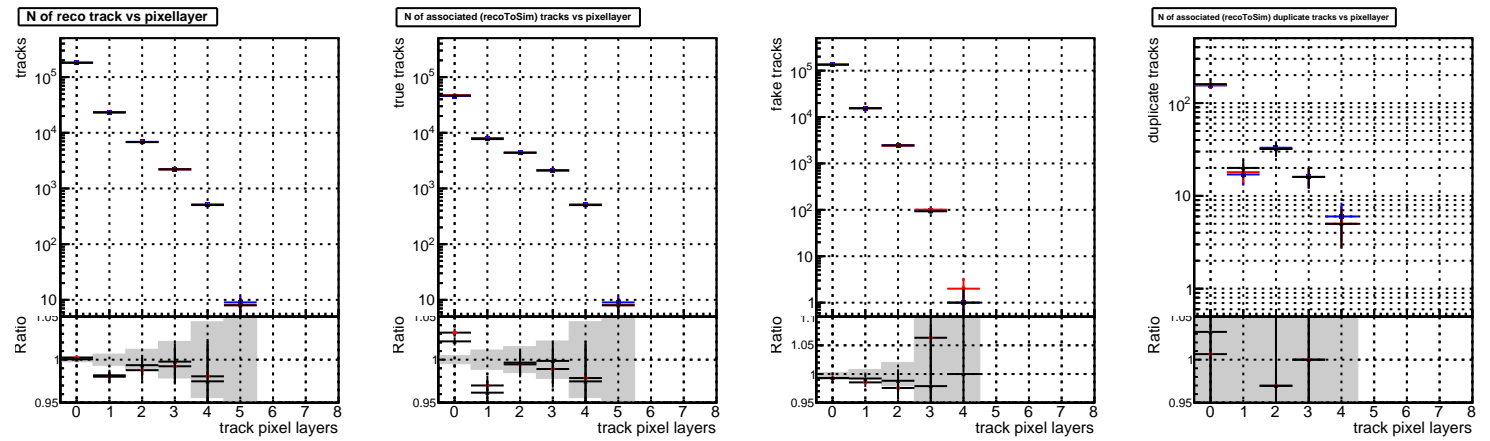 N of reco track vs pixellayer
tracks
10^5
10^4
10^3
10^2
10
Ratio
1.05
1
0.95
0 1 2 3 4 5 6 7 8
track pixel layers
N of associated (recoToSim) tracks vs pixellayer
true tracks
10^5
10^4
10^3
10^2
10
Ratio
1.05
1
0.95
0 1 2 3 4 5 6 7 8
track pixel layers
fake tracks
10^5
10^4
10^3
10^2
10
1
Ratio
1.1
1.05
1
0.95
0 1 2 3 4 5 6 7 8
track pixel layers
N of associated (recoToSim) duplicate tracks vs pixellayer
duplicate tracks
10^2
10
1
Ratio
1.05
1
0.95
0 1 2 3 4 5 6 7 8
track pixel layers